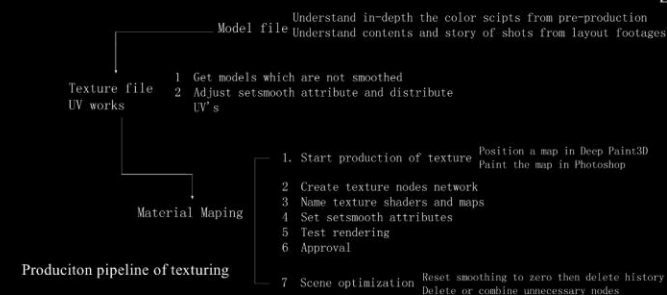 Understand in-depth the color scipts from pre-production
Model file Understand contents and story of shots from layout footages
Texture file
UV works
1 Get models which are not smoothed
2 Adjust setsmooth attribute and distribute
UV's
Material Maping
1. Start production of texture
Position a map in Deep Paint3D
Paint the map in Photoshop
2 Create texture nodes network
3 Name texture shaders and maps
4 Set setsmooth attributes
5 Test rendering
6 Approval
7 Scene optimization
Reset smoothing to zero then delete history
Delete or combine unnecessary nodes
Produciton pipeline of texturing